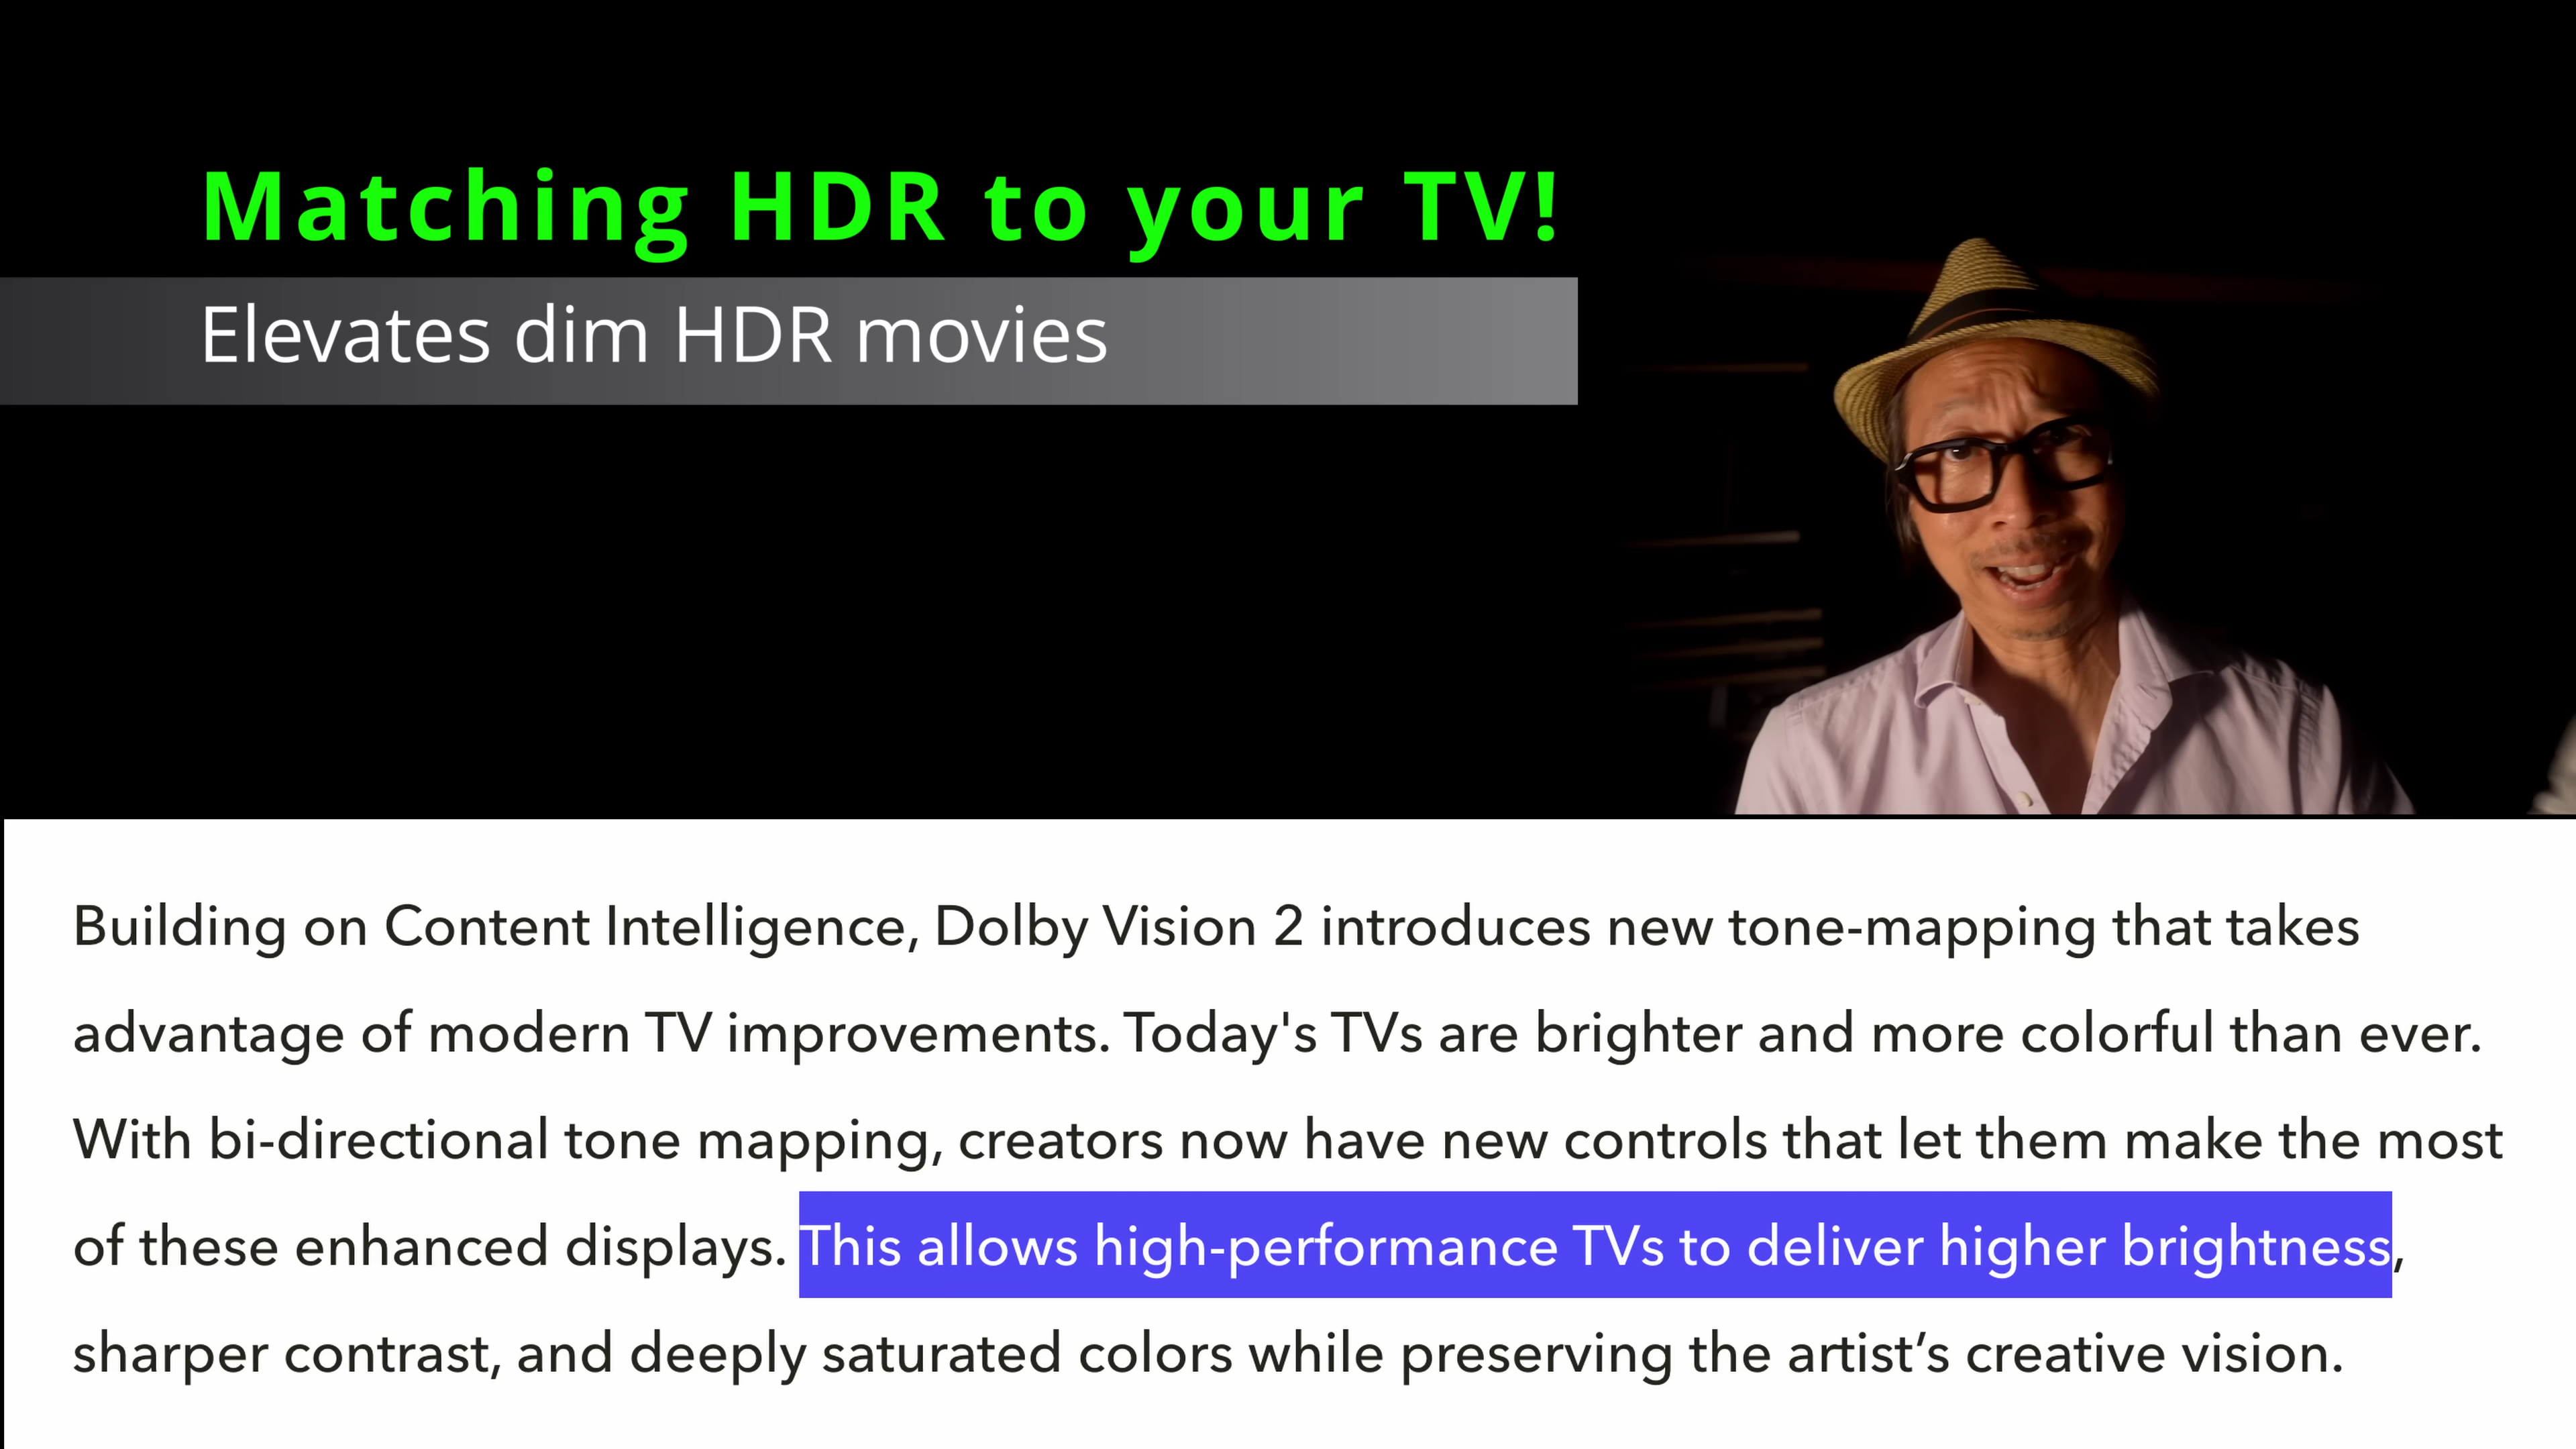 Matching HDR to your TV!
Elevates dim HDR movies
Building on Content Intelligence, Dolby Vision 2 introduces new tone-mapping that takes
advantage of modern TV improvements. Today's TVs are brighter and more colorful than ever.
With bi-directional tone mapping, creators now have new controls that let them make the most
of these enhanced displays. This allows high-performance TVs to deliver higher brightness,
sharper contrast, and deeply saturated colors while preserving the artist’s creative vision.